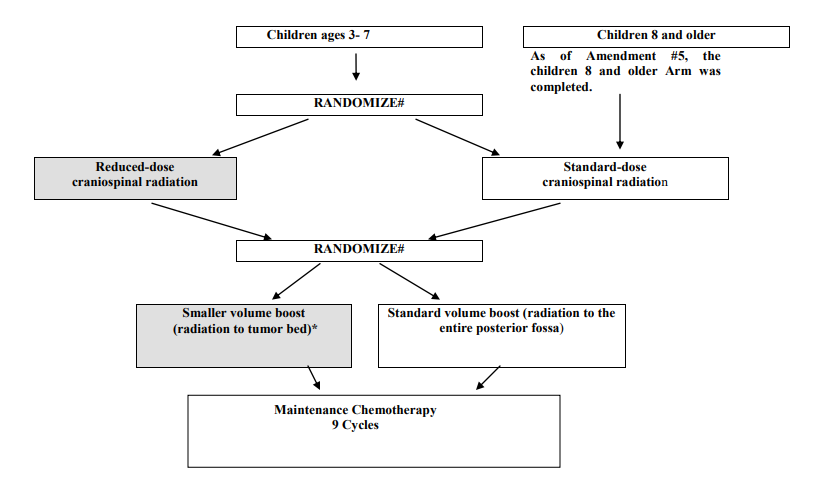 Children ages 3- 7
Children 8 and older
As of Amendment #5, the
children 8 and older Arm was
completed.
RANDOMIZE#
Reduced-dose
craniospinal radiation
Standard-dose
craniospinal radiation
RANDOMIZE#
Smaller volume boost
(radiation to tumor bed)*
Standard volume boost (radiation to the
entire posterior fossa)
Maintenance Chemotherapy
9 Cycles